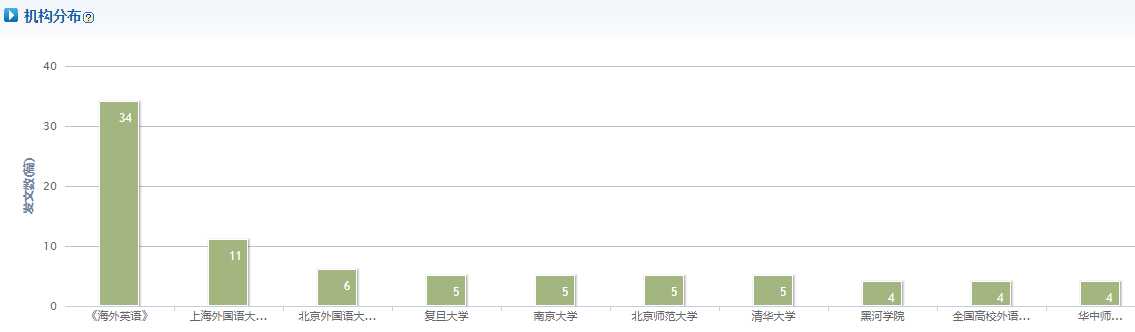 机构分布
40
30
20
10
0
发文数(篇)
34
11
6
5
5
5
5
4
4
4
《海外英语》
上海外国语大...
北京外国语大...
复旦大学
南京大学
北京师范大学
清华大学
黑河学院
全国高校外语...
华中师...